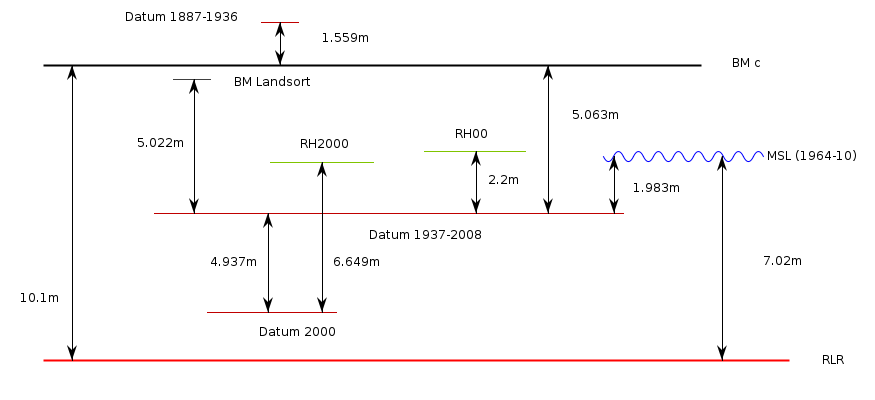 Datum 1887-1936
1.559m
BM c
BM Landsort
5.063m
RH00
5.022m
RH2000
MSL (1964-10)
2.2m
1.983m
Datum 1937-2008
4.937m
6.649m
7.02m
10.1m
Datum 2000
RLR